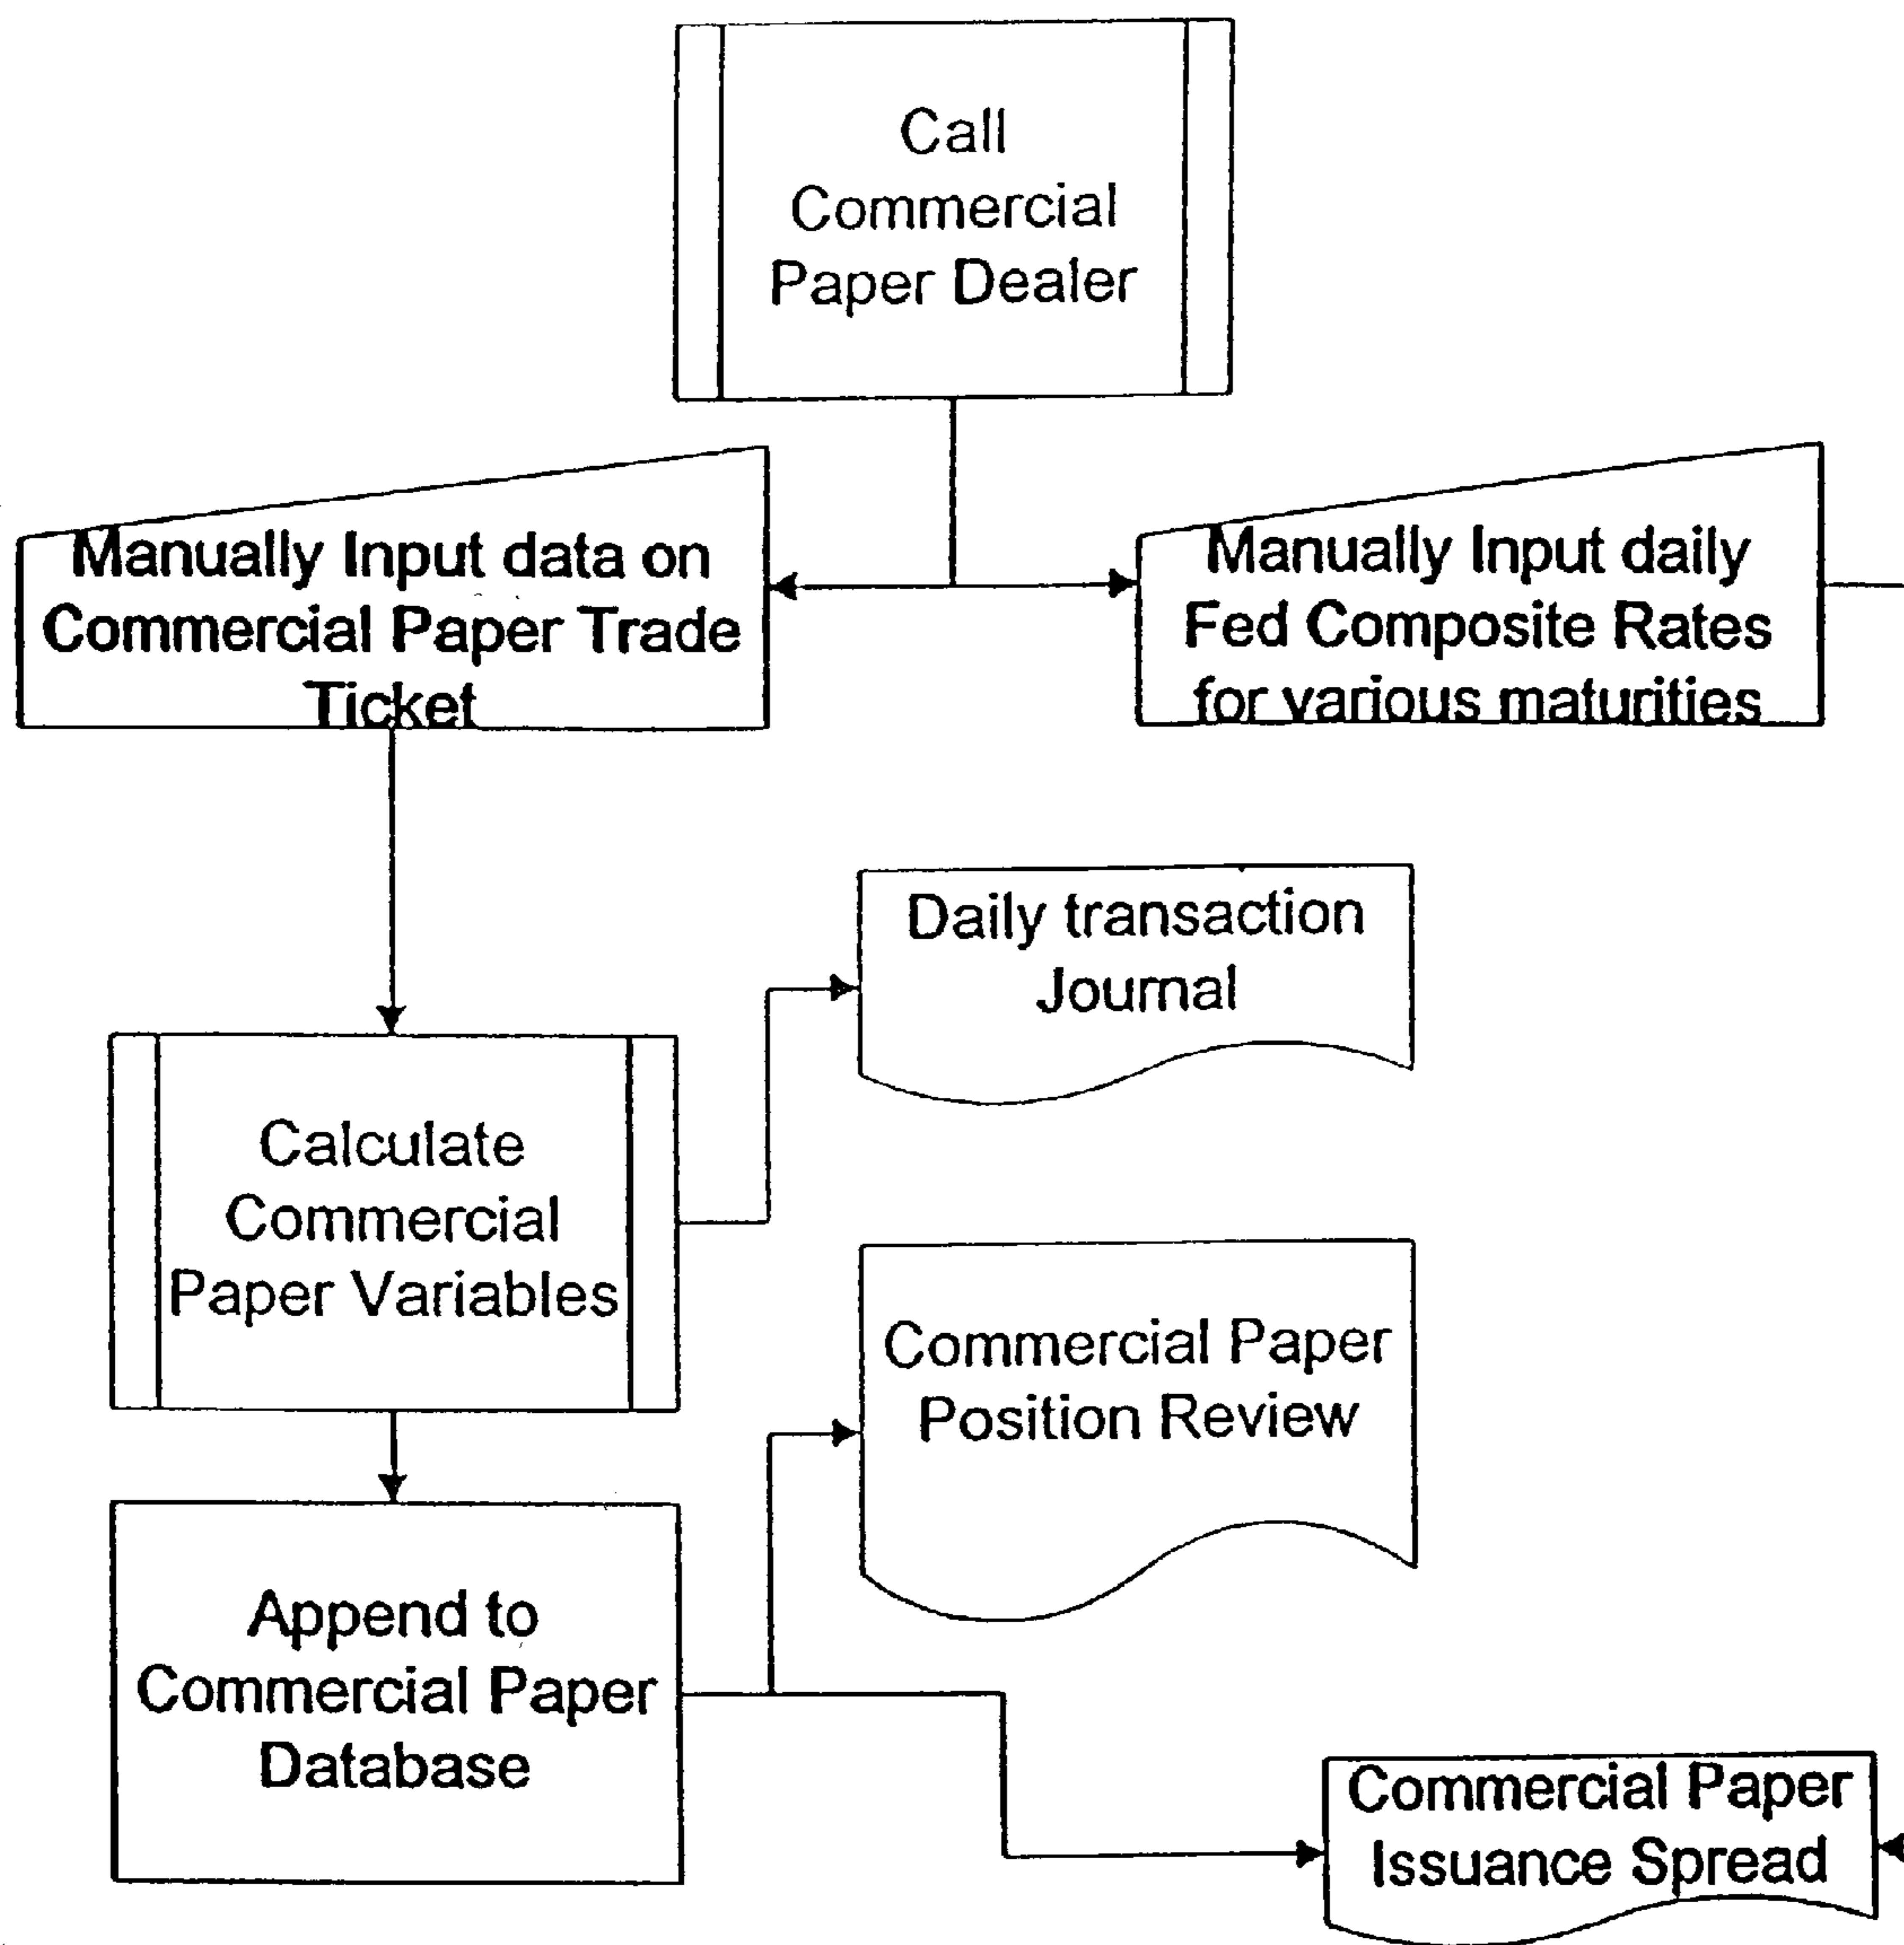 Call
Commercial
Paper Dealer
Manually Input data on
Commercial Paper Trade
Ticket
Manually Input daily
Fed Composite Rates
for various maturities
Daily transaction
Journal
Calculate
Commercial
Paper Variables
Commercial Paper
Position Review
Append to
Commercial Paper
Database
Commercial Paper
Issuance Spread